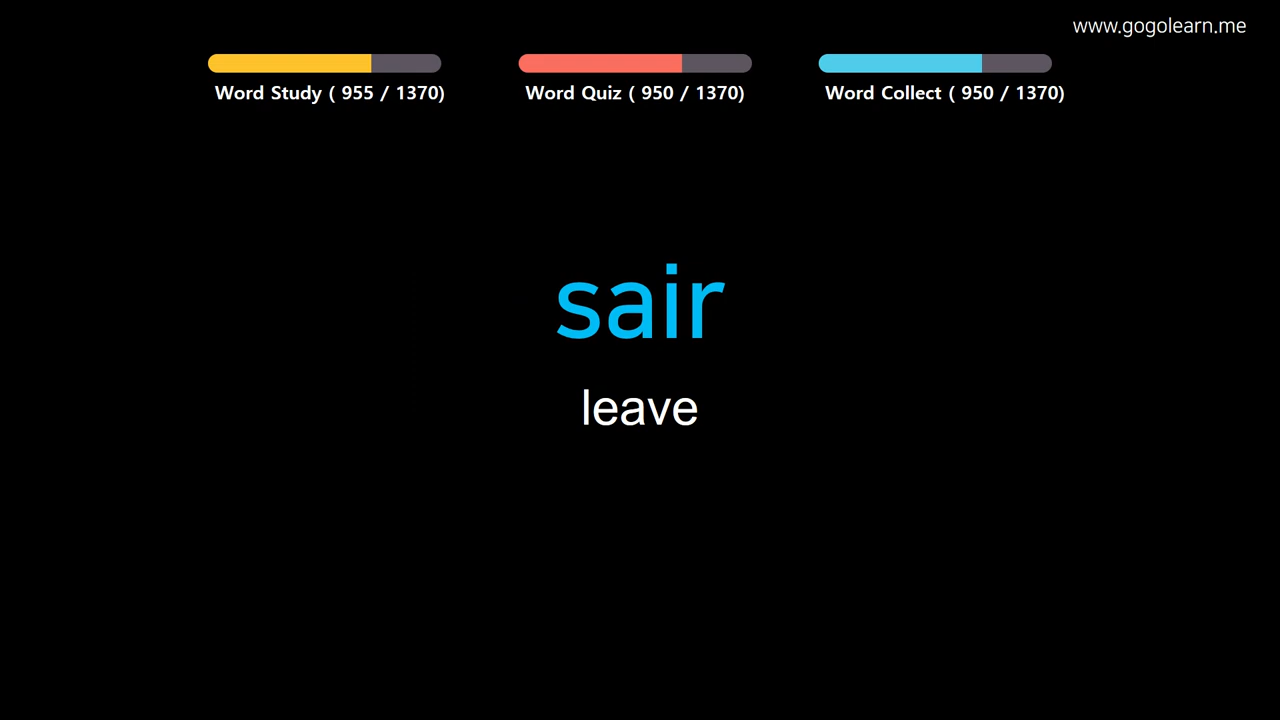 www.gogolearn.me
Word Study ( 955 / 1370)
Word Quiz ( 950 / 1370)
Word Collect ( 950 / 1370)
sair
leave